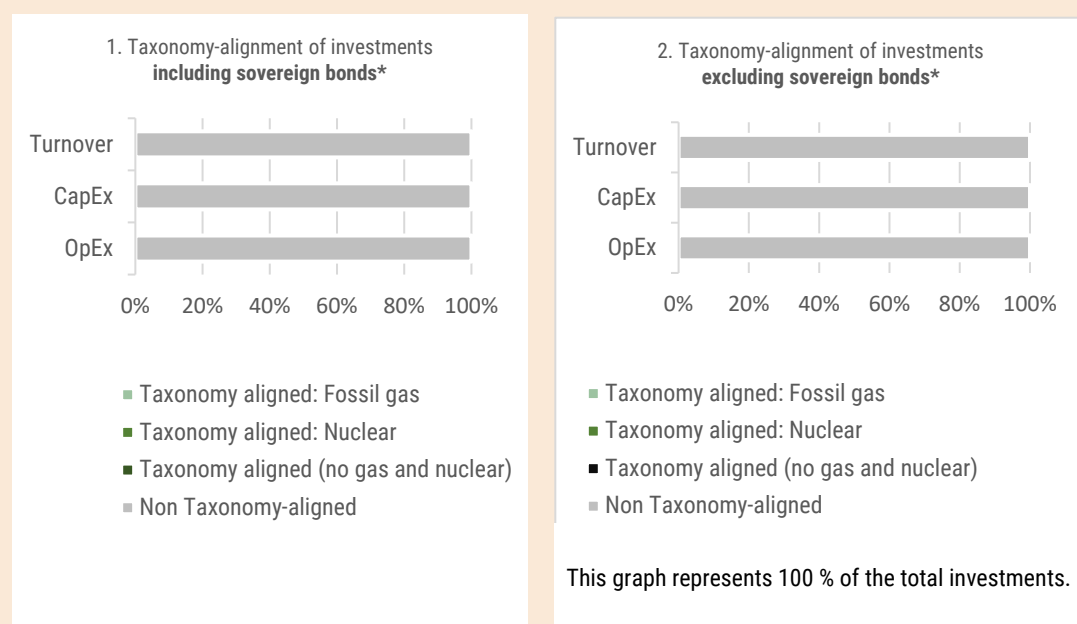 1. Taxonomy-alignment of investments
including sovereign bonds*
Turnover
CapEx
OpEx
0% 20% 40% 60% 80% 100%
Taxonomy aligned: Fossil gas
Taxonomy aligned: Nuclear
Taxonomy aligned (no gas and nuclear)
Non Taxonomy-aligned
2. Taxonomy-alignment of investments
excluding sovereign bonds*
Turnover
CapEx
OpEx
0% 20% 40% 60% 80% 100%
Taxonomy aligned: Fossil gas
Taxonomy aligned: Nuclear
Taxonomy aligned (no gas and nuclear)
Non Taxonomy-aligned
This graph represents 100 % of the total investments.